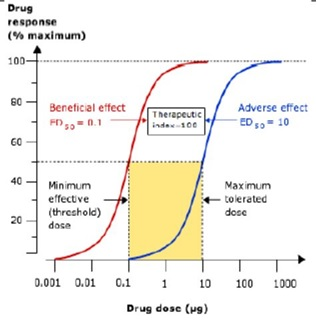 Drug
response
(% maximum)
100
80
60
40
20
Beneficial effect
ED50 = 0.1
Therapeutic
index=100
Adverse effect
ED50 = 10
Minimum
effective
(threshold)
dose
Maximum
tolerated
dose
0.001 0.01 0.1 1 10 100 1000
Drug dose (µg)